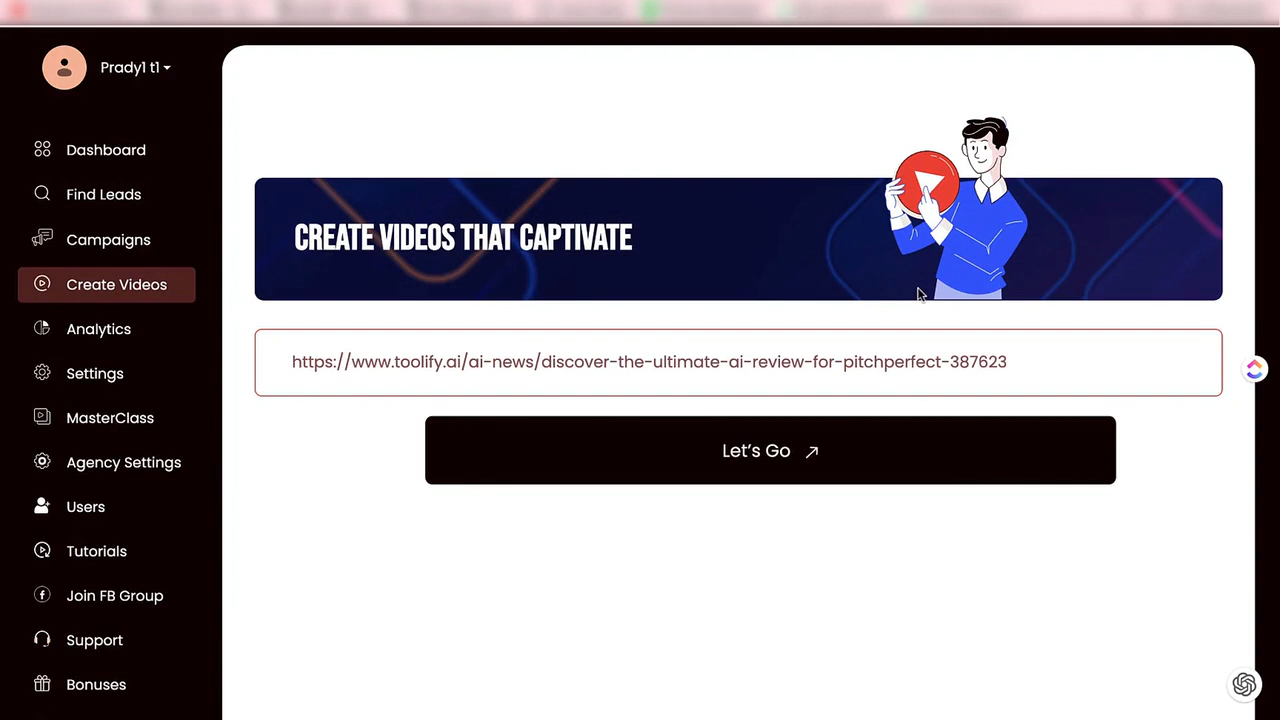 Prady1 t1
Dashboard
Find Leads
Campaigns
Create Videos
Analytics
Settings
MasterClass
Agency Settings
Users
Tutorials
Join FB Group
Support
Bonuses
CREATE VIDEOS THAT CAPTIVATE
https://www.toolify.ai/ai-news/discover-the-ultimate-ai-review-for-pitchperfect-387623
Let's Go